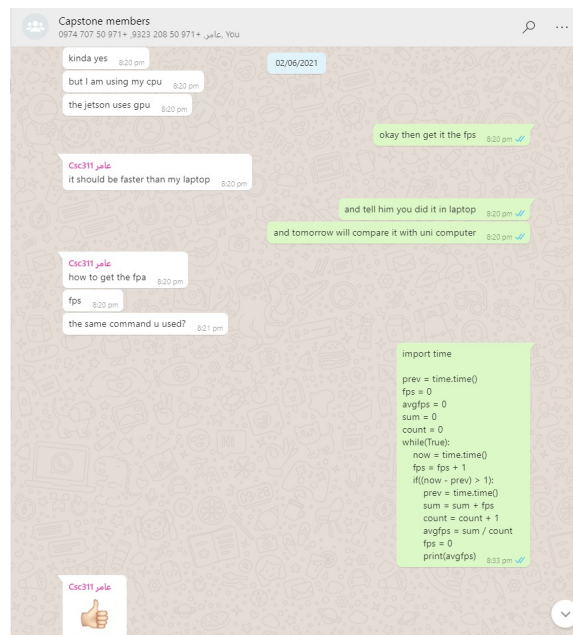 Capstone members
عامر, +971 50 208 9323, +971 50 707 0974, You
02/06/2021
kinda yes 8:20 pm
but I am using my cpu 8:20 pm
the jetson uses gpu 8:20 pm
okay then get it the fps 8:20 pm
Csc311 عامر
it should be faster than my laptop 8:20 pm
and tell him you did it in laptop 8:20 pm
and tomorrow will compare it with uni computer 8:20 pm
Csc311 عامر
how to get the fpa 8:20 pm
fps 8:20 pm
the same command u used? 8:21 pm
import time
prev = time.time()
fps = 0
avgfps = 0
sum = 0
count = 0
while(True):
now = time.time()
fps = fps + 1
if((now - prev) > 1):
prev = time.time()
sum = sum + fps
count = count + 1
avgfps = sum / count
fps = 0
print(avgfps) 8:33 pm
Csc311 عامر